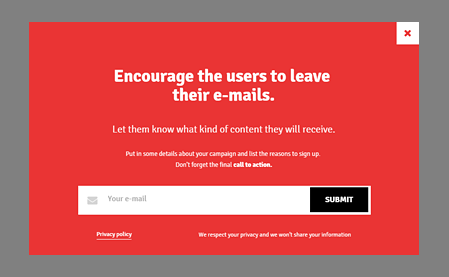 Encourage the users to leave
their e-mails.
Let them know what kind of content they will receive.
Put in some details about your campaign and list the reasons to sign up.
Don't forget the final call to action.
Your e-mail
SUBMIT
Privacy policy
We respect your privacy and we won't share your information